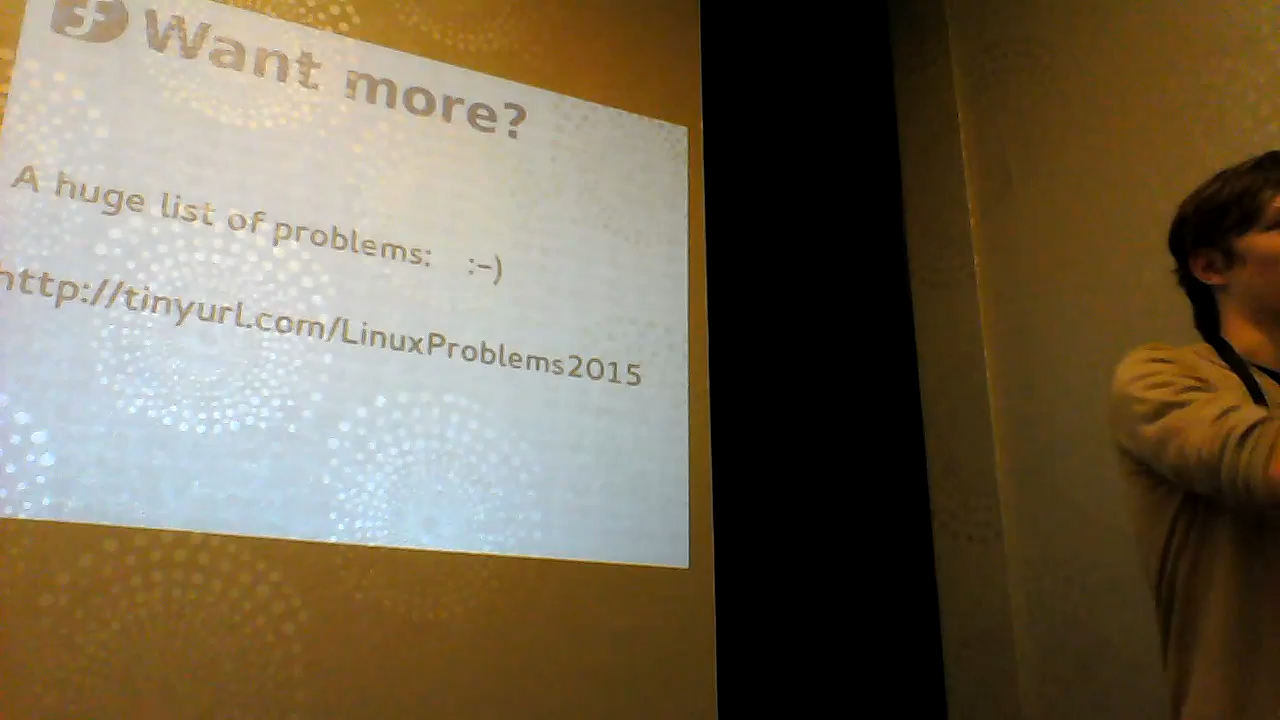 Want more?
A huge list of problems: :-)
http://tinyurl.com/LinuxProblems2015